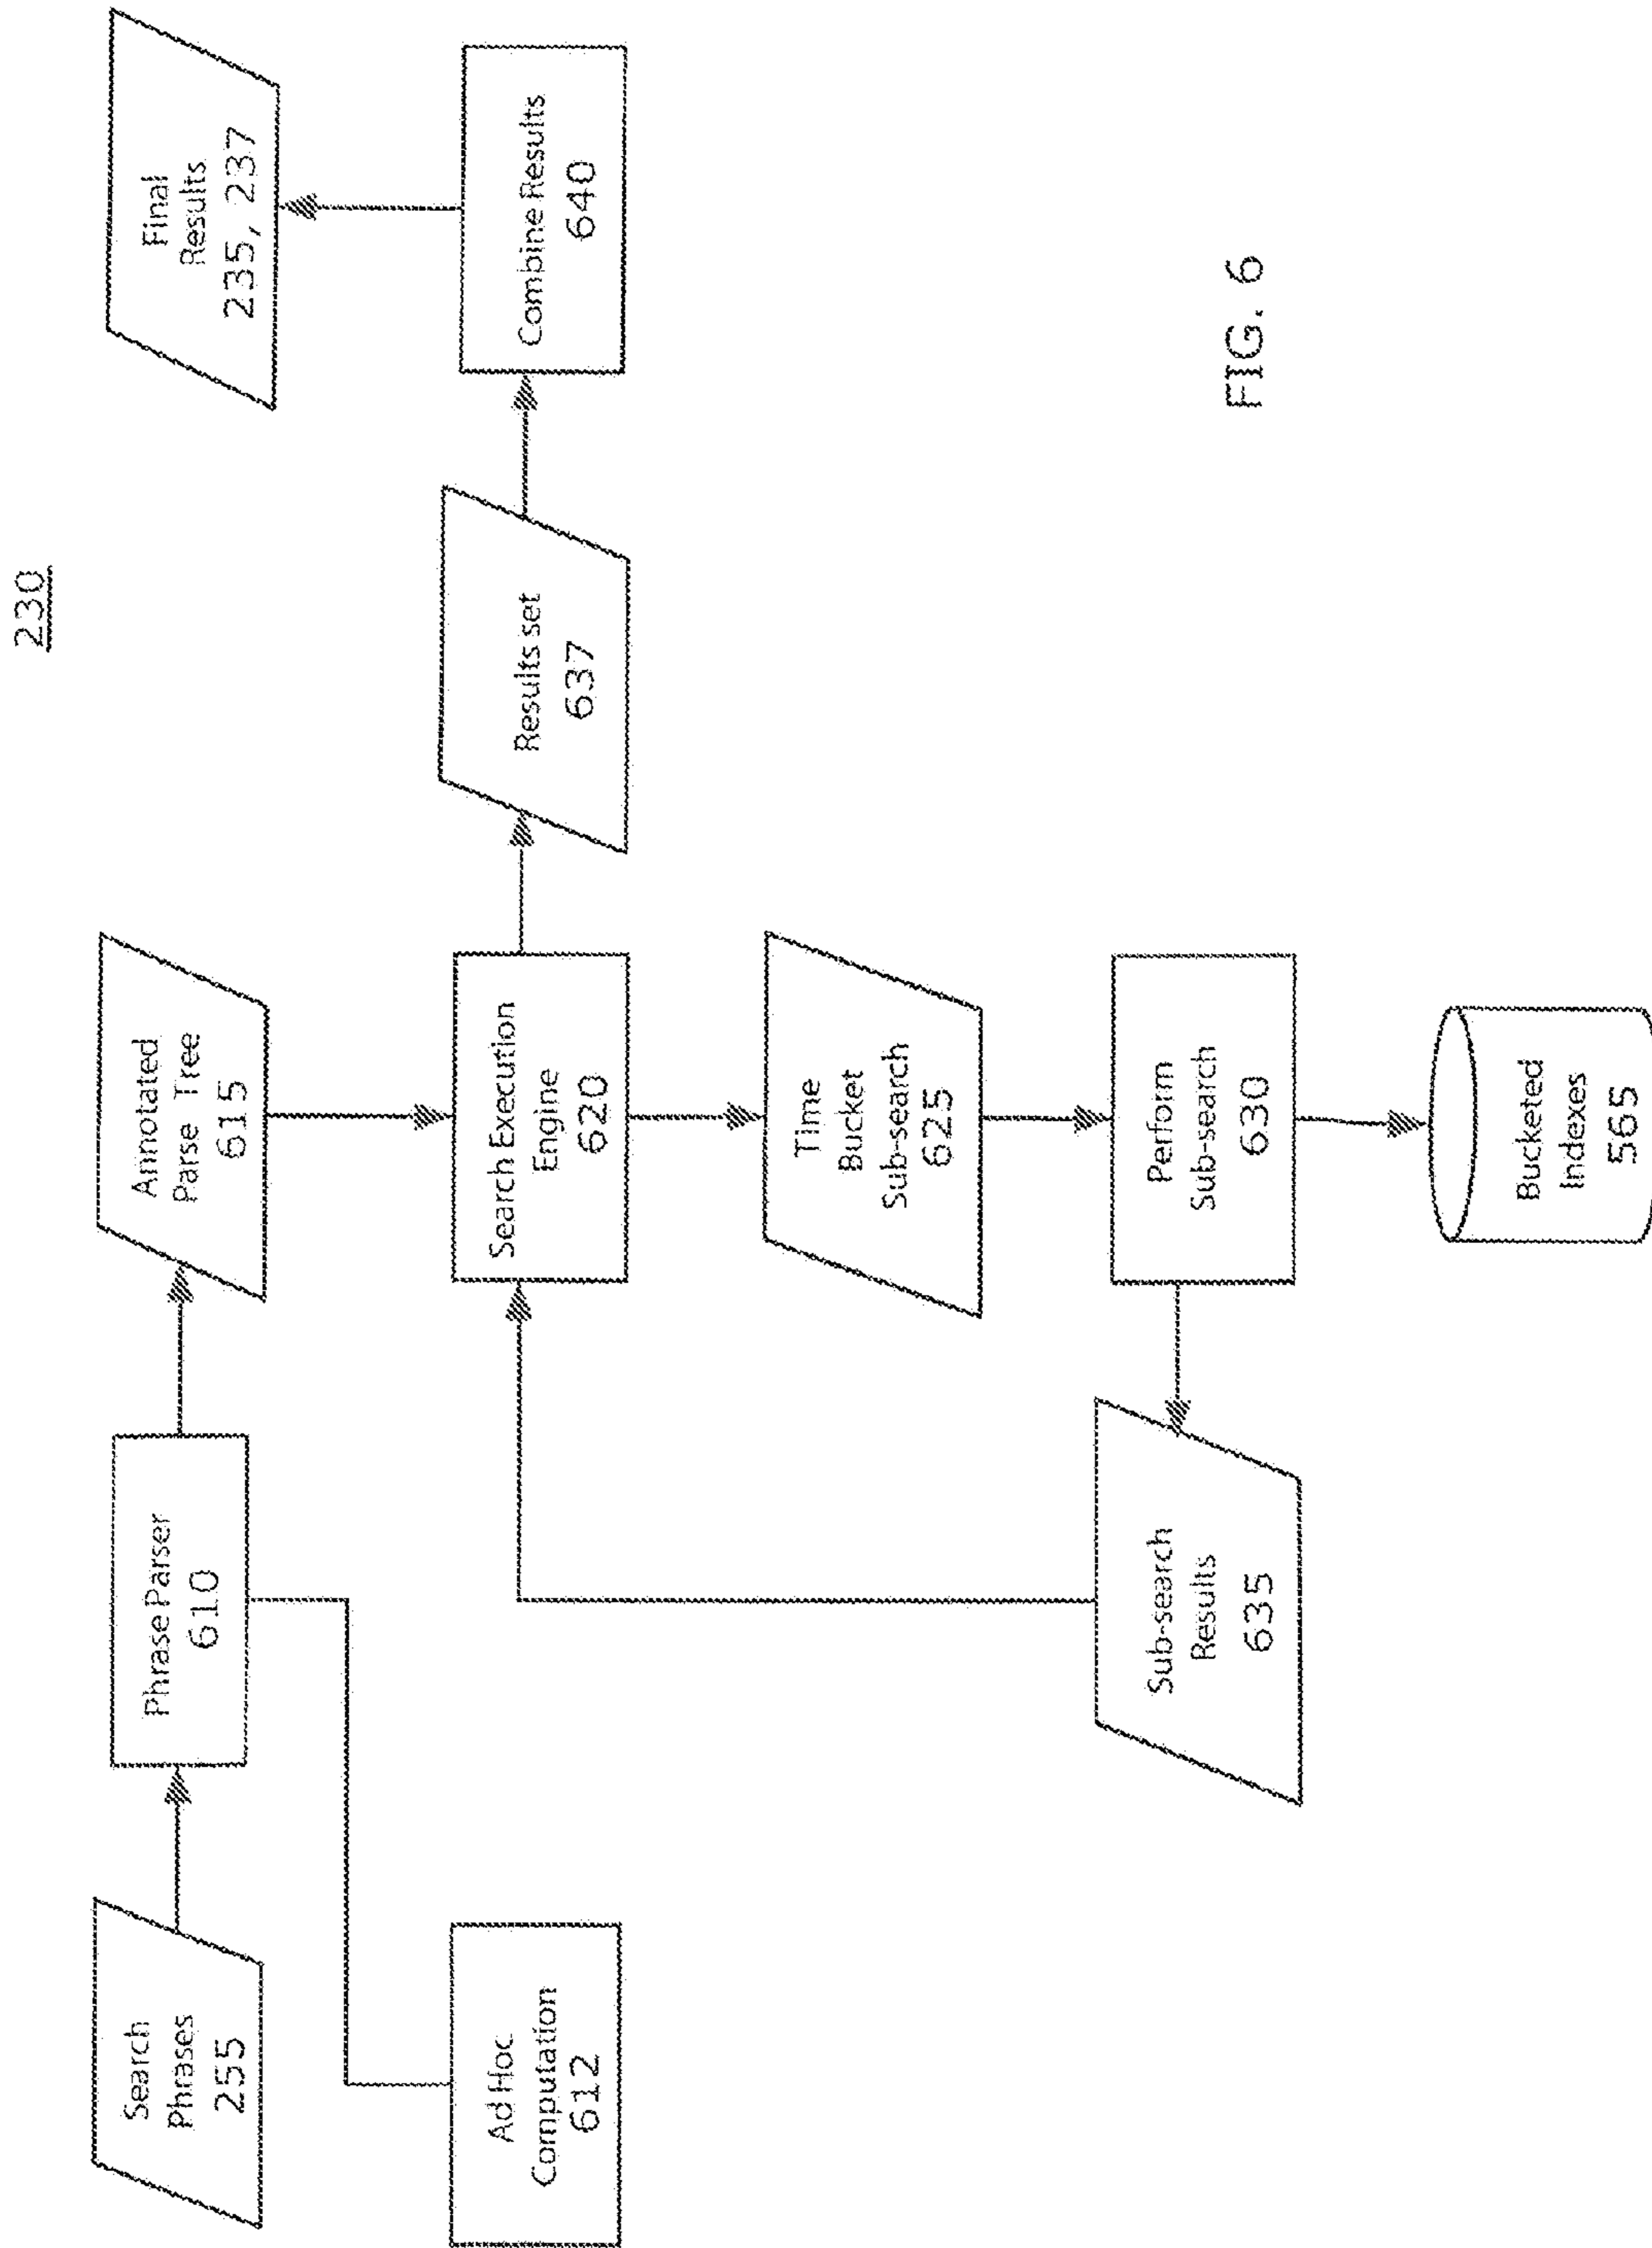 230
Search
Phrases
255
Phrase Parser
610
Annotated
Parse Tree
615
Final
Results
235, 237
Ad Hoc
Computation
612
Search Execution
Engine
620
Results set
637
Combine Results
640
Time
Bucket
Sub-search
625
Sub-search
Results
635
Perform
Sub-search
630
Bucketed
Indexes
565
FIG. 6